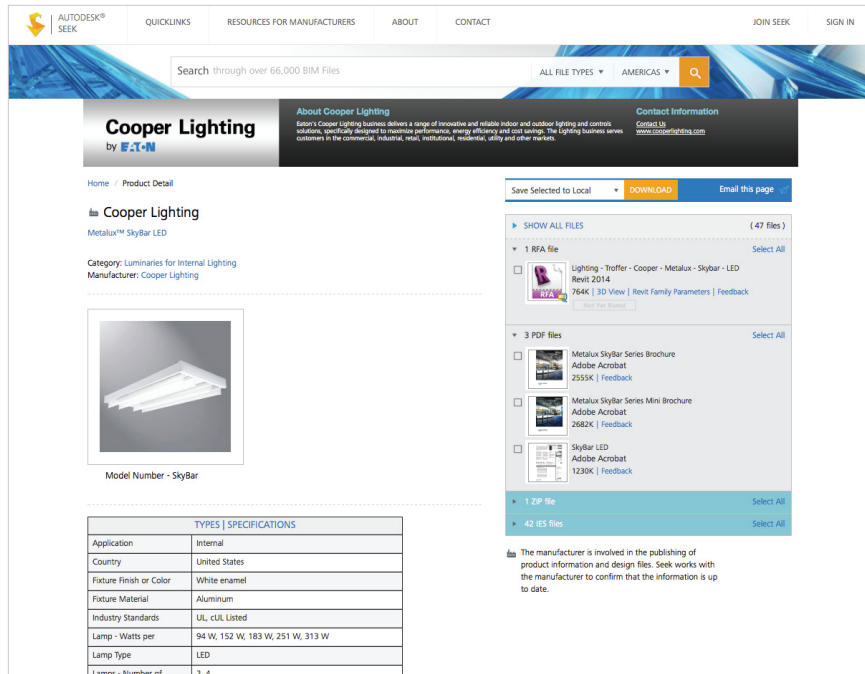 AUTODESK®
SEEK
QUICKLINKS
RESOURCES FOR MANUFACTURERS
ABOUT
CONTACT
JOIN SEEK
SIGN IN
Search through over 66,000 BIM Files
ALL FILE TYPES
AMERICAS
Cooper Lighting
by EATON
About Cooper Lighting
Eaton's Cooper Lighting business delivers a range of innovative and reliable indoor and outdoor lighting and controls
solutions, specifically designed to maximize performance, energy efficiency and cost savings. The Lighting business serves
customers in the commercial, industrial, retail, institutional, residential, utility and other markets.
Contact Information
Contact Us
www.cooperlighting.com
Home / Product Detail
Cooper Lighting
Metalux™ SkyBar LED
Category: Luminaries for Internal Lighting
Manufacturer: Cooper Lighting
Model Number - SkyBar
TYPES | SPECIFICATIONS
Application Internal
Country United States
Fixture Finish or Color White enamel
Fixture Material Aluminum
Industry Standards UL, cUL Listed
Lamp - Watts per 94 W, 152 W, 183 W, 251 W, 313 W
Lamp Type LED
Lamps - Number of 2, 4
Save Selected to Local
DOWNLOAD
Email this page
SHOW ALL FILES ( 47 files )
1 RFA file Select All
RFA
Lighting - Troffer - Cooper - Metalux - Skybar - LED
Revit 2014
764K | 3D View | Revit Family Parameters | Feedback
Not Yet Rated
3 PDF files Select All
Metalux SkyBar Series Brochure
Adobe Acrobat
2555K | Feedback
Metalux SkyBar Series Mini Brochure
Adobe Acrobat
2682K | Feedback
SkyBar LED
Adobe Acrobat
1230K | Feedback
1 ZIP file Select All
42 IES files Select All
The manufacturer is involved in the publishing of
product information and design files. Seek works with
the manufacturer to confirm that the information is up
to date.